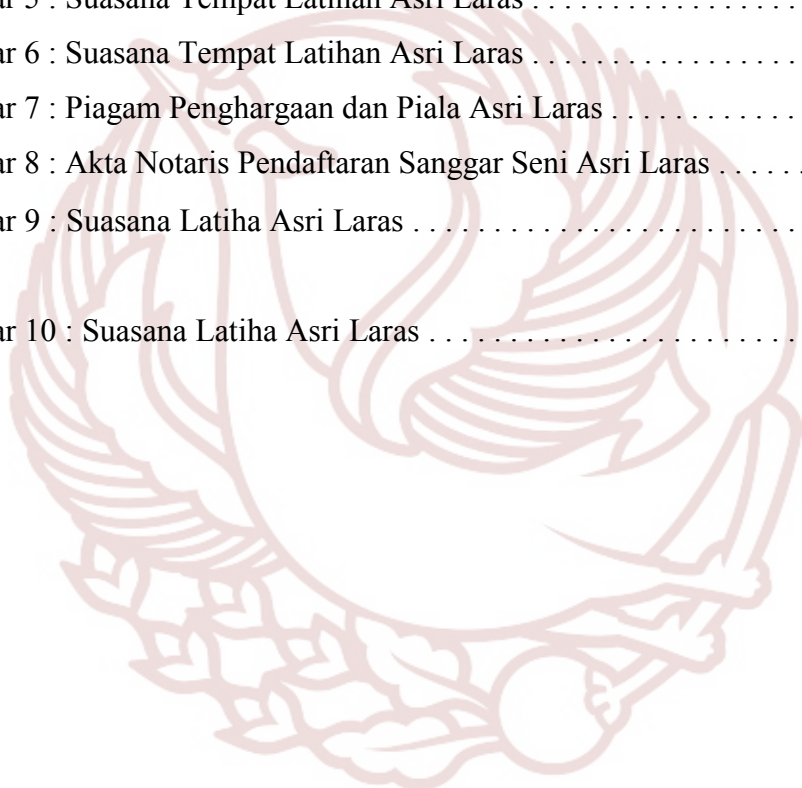 ar 5 : Suasana Tempat Latihan Asri Laras . . . . . . . . . . . . . . . . .
ar 6 : Suasana Tempat Latihan Asri Laras . . . . . . . . . . . . . . . . .
ar 7 : Piagam Penghargaan dan Piala Asri Laras . . . . . . . . . . . .
ar 8 : Akta Notaris Pendaftaran Sanggar Seni Asri Laras . . . . . .
ar 9 : Suasana Latiha Asri Laras . . . . . . . . . . . . . . . . . . . . . . . .
ar 10 : Suasana Latiha Asri Laras . . . . . . . . . . . . . . . . . . . . . . .